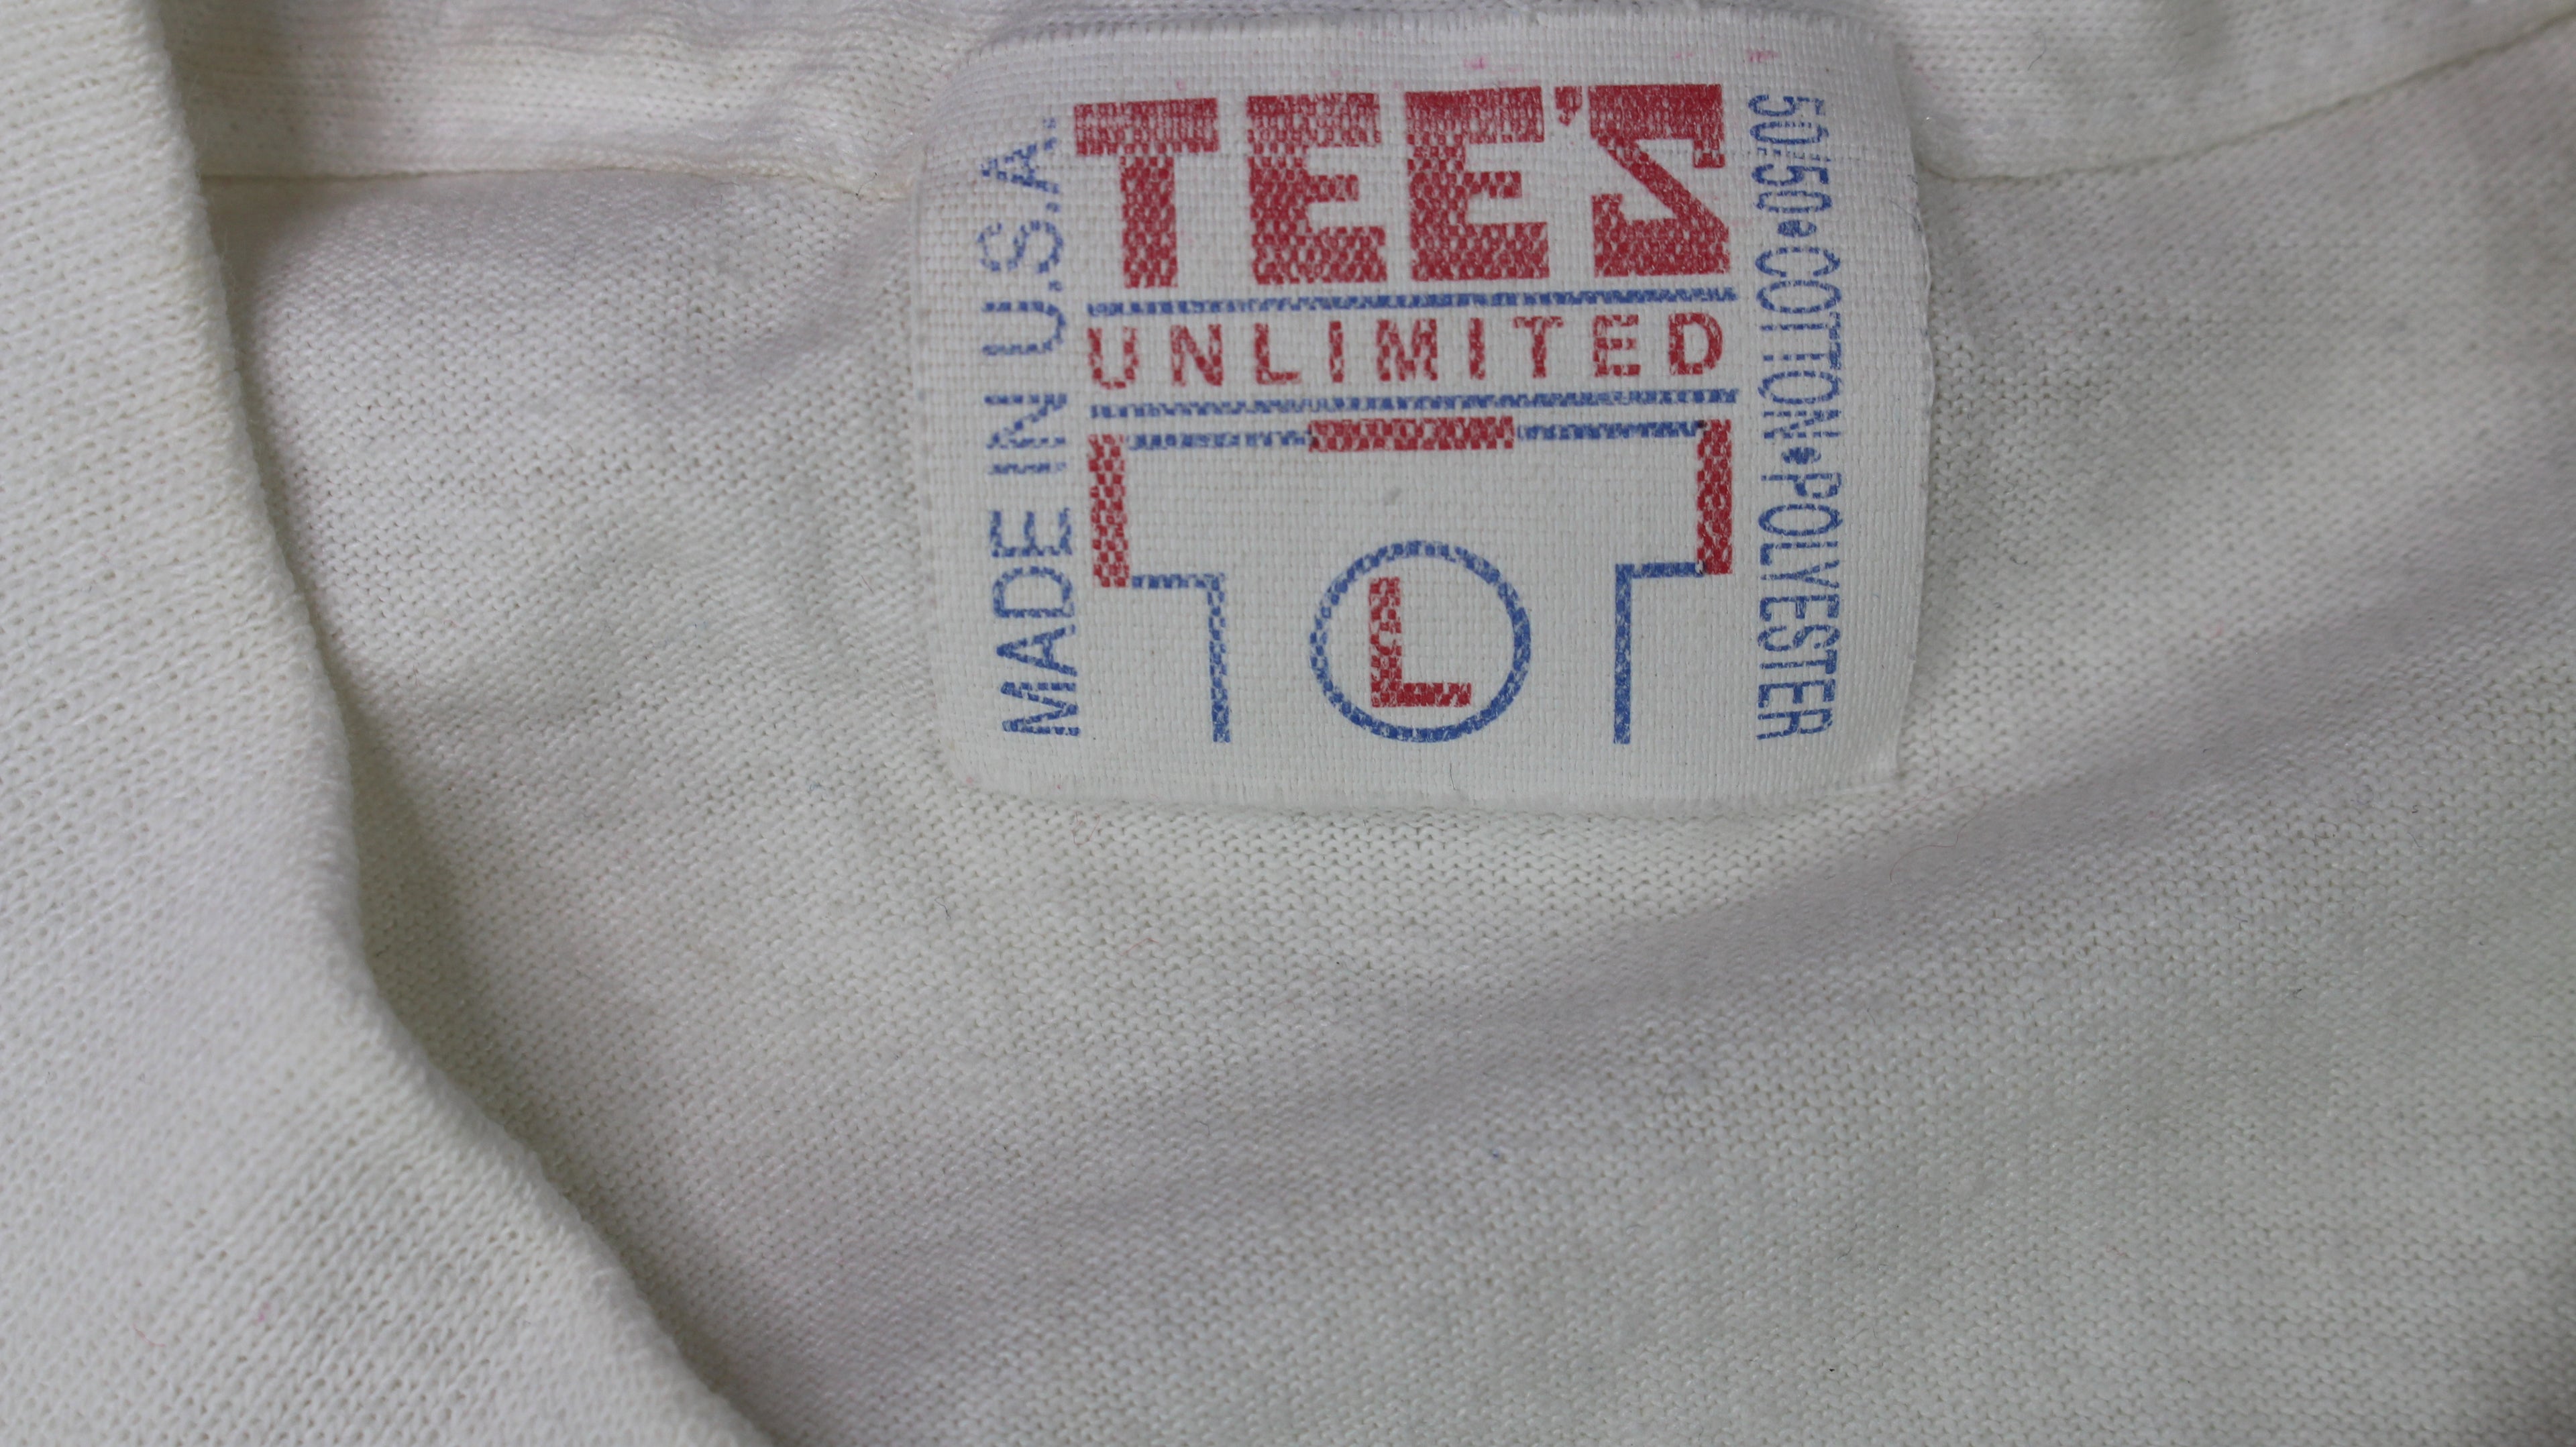 MADE IN U.S.A.
TEE'S
UNLIMITED
L
50/50•COTTON•POLYESTER